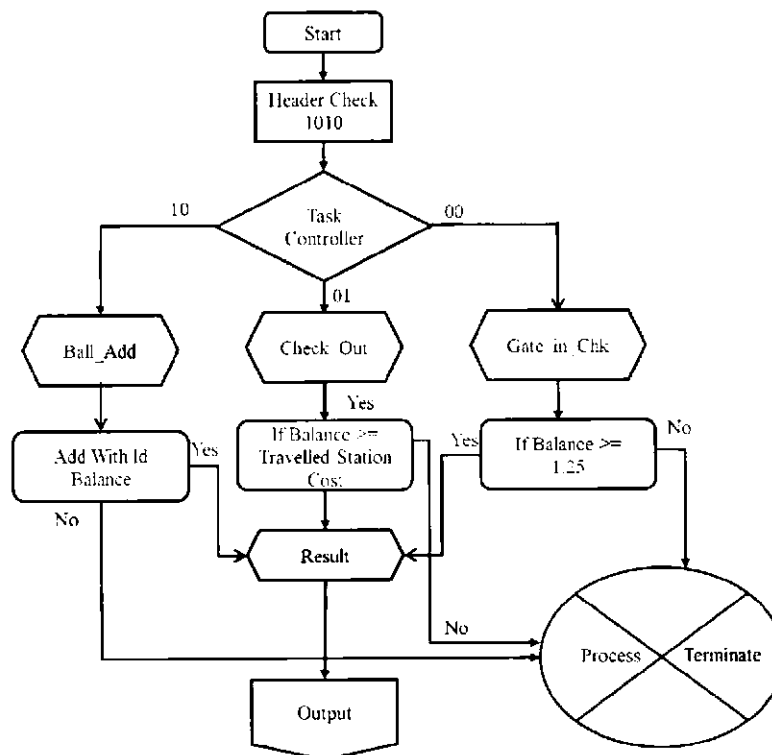 Start
Header Check
1010
Task
Controller
10
00
01
Ball_Add
Check_Out
Gate_in_Chk
Yes
Add With Id
Balance
Yes
If Balance >=
Travelled Station
Cost
Yes
If Balance >=
1.25
No
No
Result
No
Process
Terminate
Output